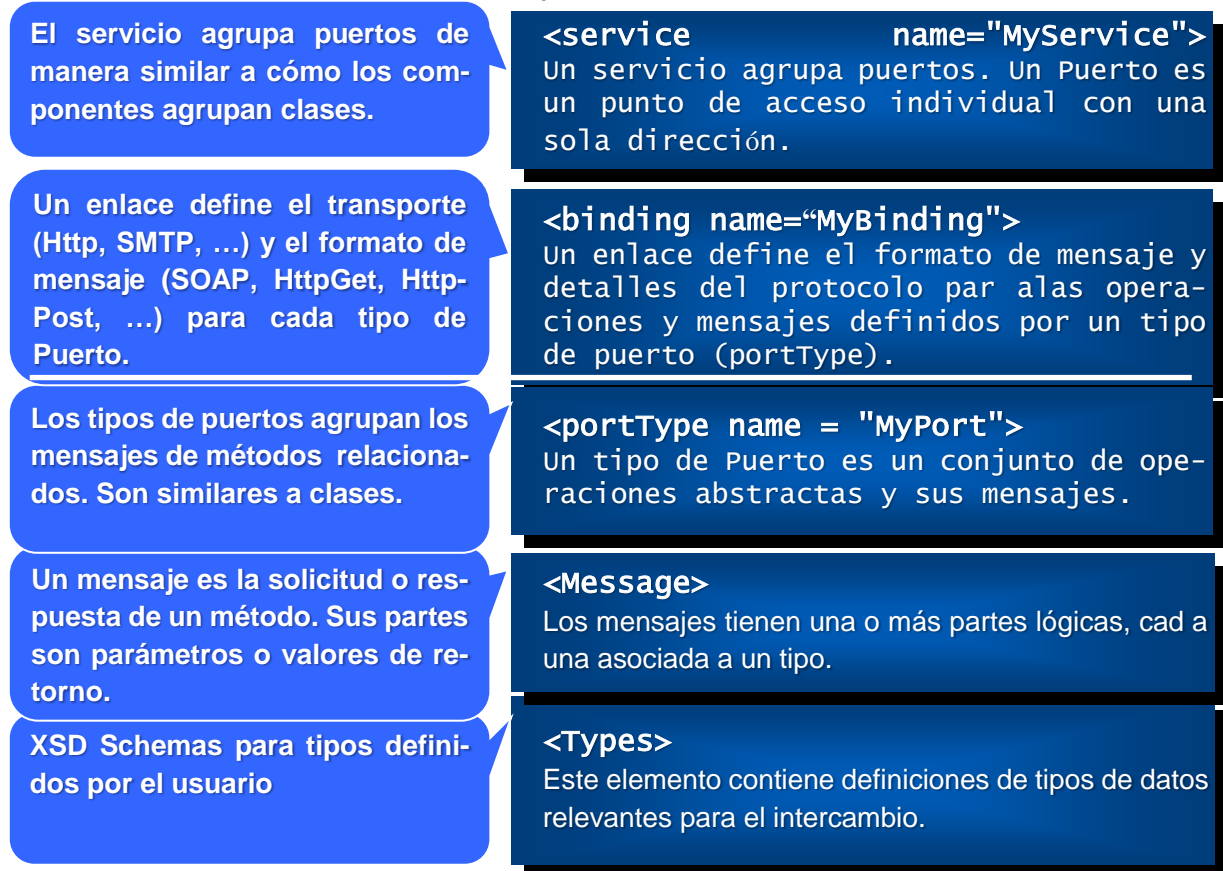 El servicio agrupa puertos de
manera similar a cómo los com-
ponentes agrupan clases.
<service name="MyService">
Un servicio agrupa puertos. Un Puerto es
un punto de acceso individual con una
sola dirección.
Un enlace define el transporte
(Http, SMTP, …) y el formato de
mensaje (SOAP, HttpGet, Http-
Post, …) para cada tipo de
Puerto.
<binding name=“MyBinding">
Un enlace define el formato de mensaje y
detalles del protocolo par alas opera-
ciones y mensajes definidos por un tipo
de puerto (portType).
Los tipos de puertos agrupan los
mensajes de métodos relaciona-
dos. Son similares a clases.
<portType name = "MyPort">
Un tipo de Puerto es un conjunto de ope-
raciones abstractas y sus mensajes.
Un mensaje es la solicitud o res-
puesta de un método. Sus partes
son parámetros o valores de re-
torno.
<Message>
Los mensajes tienen una o más partes lógicas, cad a
una asociada a un tipo.
XSD Schemas para tipos defini-
dos por el usuario
<Types>
Este elemento contiene definiciones de tipos de datos
relevantes para el intercambio.